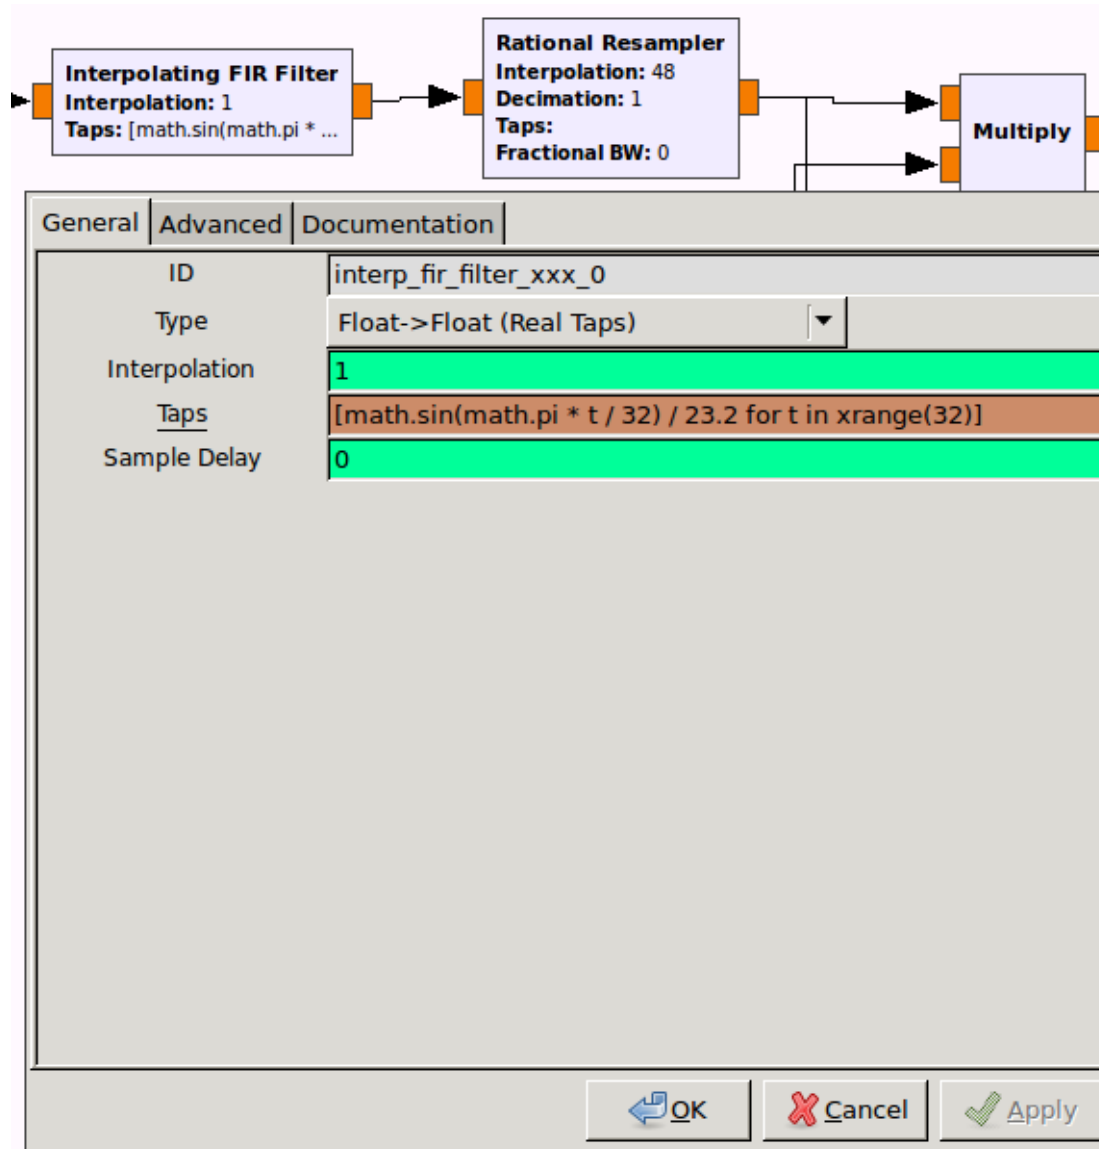 Interpolating FIR Filter
Interpolation: 1
Taps: [math.sin(math.pi * ...
Rational Resampler
Interpolation: 48
Decimation: 1
Taps:
Fractional BW: 0
Multiply
General Advanced Documentation
ID interp_fir_filter_xxx_0
Type Float->Float (Real Taps)
Interpolation 1
Taps [math.sin(math.pi * t / 32) / 23.2 for t in xrange(32)]
Sample Delay 0
OK Cancel Apply